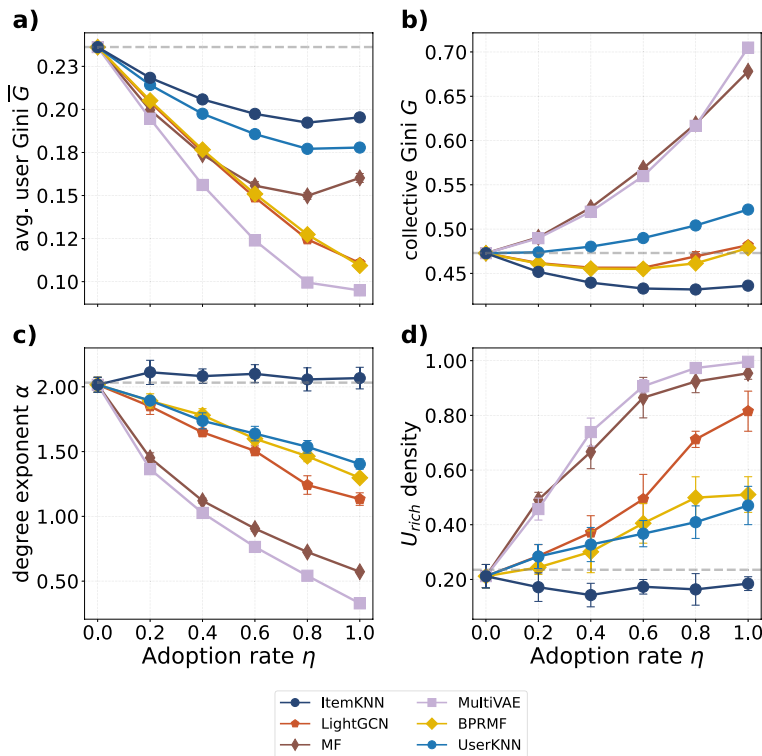 a)
avg. user Gini G̅
0.23
0.20
0.18
0.15
0.12
0.10
b)
collective Gini G
0.70
0.65
0.60
0.55
0.50
0.45
c)
degree exponent α
2.00
1.50
1.00
0.50
0.0 0.2 0.4 0.6 0.8 1.0
Adoption rate η
d)
U_rich density
1.00
0.80
0.60
0.40
0.20
0.0 0.2 0.4 0.6 0.8 1.0
Adoption rate η
ItemKNN
LightGCN
MF
MultiVAE
BPRMF
UserKNN